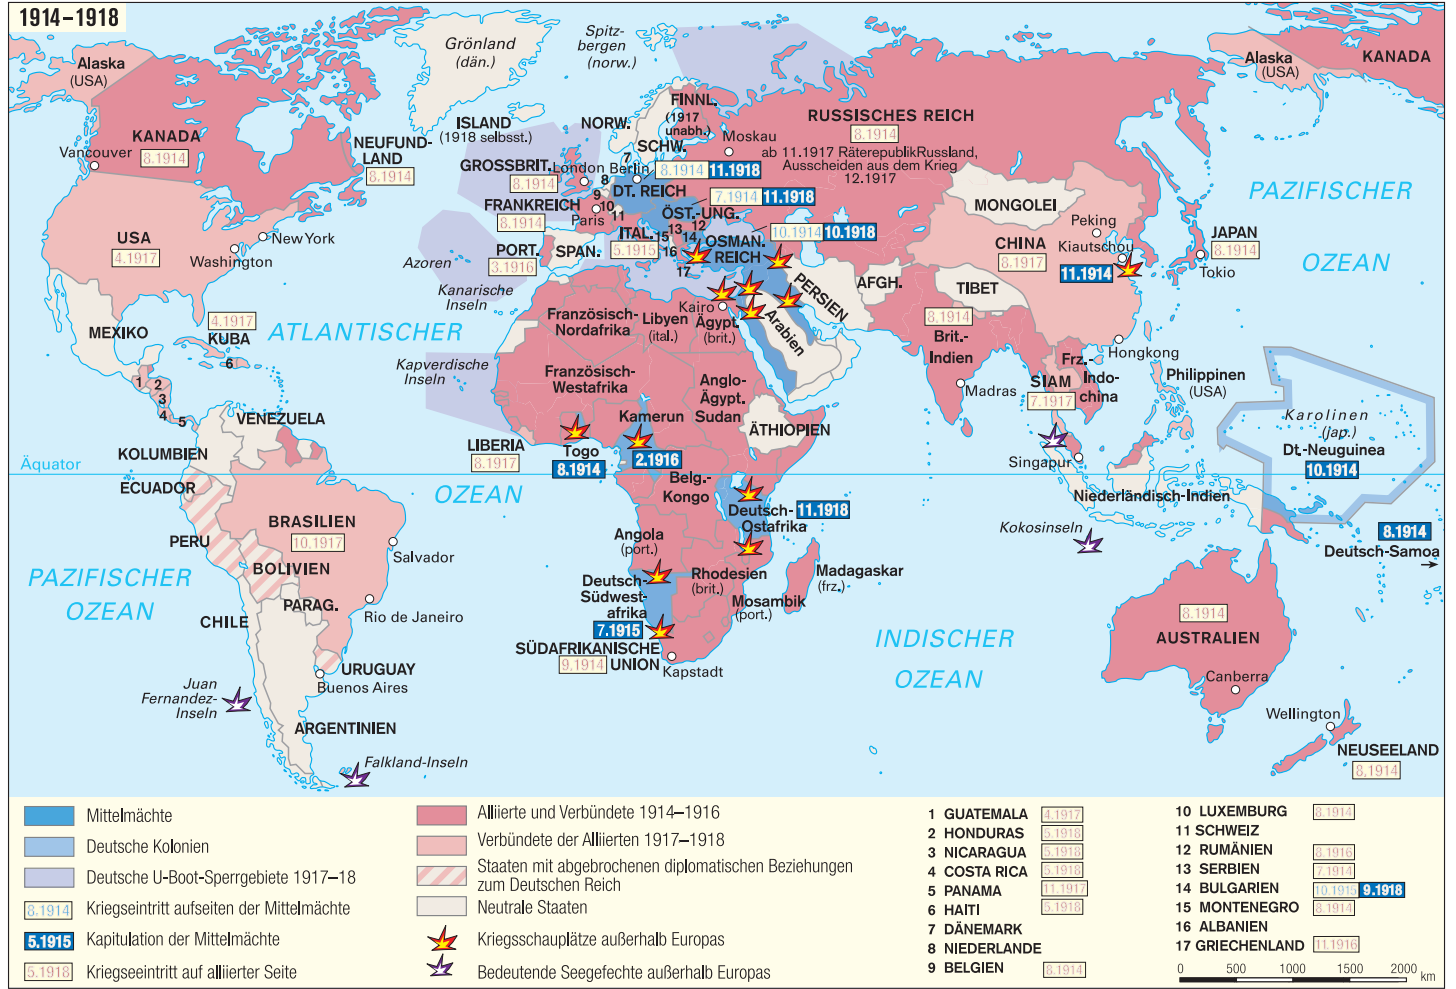 1914–1918
Grönland
(dän.)
Spitz-
bergen
(norw.)
Alaska
(USA)
KANADA
8.1914
Vancouver
NEUFUND-
LAND
8.1914
ISLAND
(1918 selbsst.)
NORW.
SCHW.
FINNL.
(1917
unabh.)
Moskau
RUSSISCHES REICH
8.1914
ab 11.1917 RäterepublikRussland,
Ausscheiden aus dem Krieg
12.1917
Alaska
(USA)
KANADA
GROSSBRIT.
8.1914
London
Berlin
7
8
9
10
11
8.1914 11.1918
DT. REICH
7.1914 11.1918
FRANKREICH
8.1914
Paris
ÖST.-UNG.
12
13
14
15
16
17
ITAL.
5.1915
OSMAN.
REICH
10.1914 10.1918
PORT.
3.1916
SPAN.
MONGOLEI
Peking
CHINA
8.1917
Kiautschou
11.1914
JAPAN
8.1914
Tokio
PAZIFISCHER
OZEAN
USA
4.1917
New York
Washington
Azoren
Kanarische
Inseln
AFGH.
TIBET
PERSIEN
Arabien
MEXIKO
4.1917
KUBA
ATLANTISCHER
OZEAN
Kapverdische
Inseln
Französisch-
Nordafrika
Libyen
(ital.)
Kairo
Ägypt.
(brit.)
8.1914
Brit.-
Indien
Madras
Hongkong
Frz.-
Indo-
china
SIAM
7.1917
Philippinen
(USA)
Karolinen
(jap.)
Dt.-Neuguinea
10.1914
1
2
3
4
5
6
VENEZUELA
KOLUMBIEN
Äquator
ECUADOR
Französisch-
Westafrika
Anglo-
Ägypt.
Sudan
ÄTHIOPIEN
Kamerun
2.1916
LIBERIA
8.1917
Togo
8.1914
Belg.-
Kongo
Deutsch-
Ostafrika
11.1918
Singapur
Niederländisch-Indien
Kokosinseln
8.1914
Deutsch-Samoa
BRASILIEN
10.1917
PERU
Salvador
BOLIVIEN
PARAG.
Rio de Janeiro
CHILE
URUGUAY
Buenos Aires
PAZIFISCHER
OZEAN
Juan
Fernandez-
Inseln
ARGENTINIEN
Falkland-Inseln
Angola
(port.)
Deutsch-
Südwest-
afrika
7.1915
Rhodesien
(brit.)
Mosambik
(port.)
Madagaskar
(frz.)
SÜDAFRIKANISCHE
UNION
9.1914
Kapstadt
INDISCHER
OZEAN
8.1914
AUSTRALIEN
Canberra
Wellington
NEUSEELAND
8.1914
Mittelmächte
Deutsche Kolonien
Deutsche U-Boot-Sperrgebiete 1917–18
8.1914 Kriegseintritt aufseiten der Mittelmächte
5.1915 Kapitulation der Mittelmächte
5.1918 Kriegseeintritt auf alliierter Seite
Alliierte und Verbündete 1914–1916
Verbündete der Alliierten 1917–1918
Staaten mit abgebrochenen diplomatischen Beziehungen
zum Deutschen Reich
Neutrale Staaten
Kriegsschauplätze außerhalb Europas
Bedeutende Seegefechte außerhalb Europas
1 GUATEMALA 4.1917
2 HONDURAS 5.1918
3 NICARAGUA 5.1918
4 COSTA RICA 5.1918
5 PANAMA 11.1917
6 HAITI 5.1918
7 DÄNEMARK
8 NIEDERLANDE
9 BELGIEN 8.1914
10 LUXEMBURG 8.1914
11 SCHWEIZ
12 RUMÄNIEN 8.1916
13 SERBIEN 7.1914
14 BULGARIEN 10.1915 9.1918
15 MONTENEGRO 8.1914
16 ALBANIEN
17 GRIECHENLAND 11.1916
0 500 1000 1500 2000 km